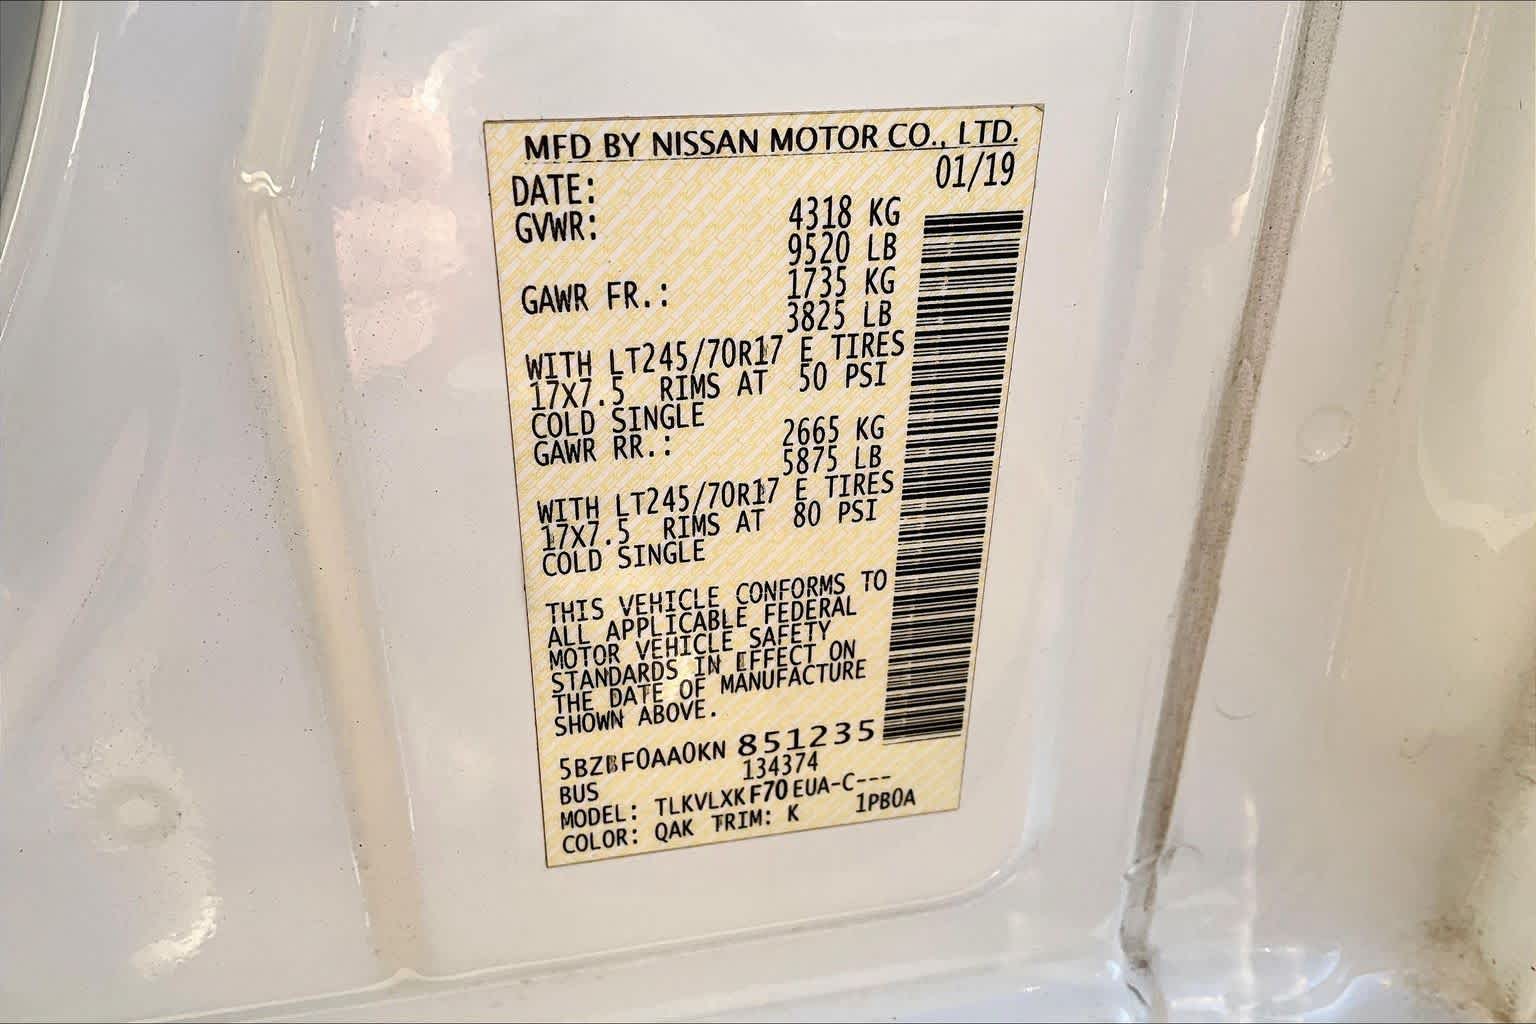 MFD BY NISSAN MOTOR CO., LTD.
DATE: 01/19
GVWR: 4318 KG
9520 LB
GAWR FR.: 1735 KG
3825 LB
WITH LT245/70R17 E TIRES
17X7.5 RIMS AT 50 PSI
COLD SINGLE
GAWR RR.: 2665 KG
5875 LB
WITH LT245/70R17 E TIRES
17X7.5 RIMS AT 80 PSI
COLD SINGLE
THIS VEHICLE CONFORMS TO
ALL APPLICABLE FEDERAL
MOTOR VEHICLE SAFETY
STANDARDS IN EFFECT ON
THE DATE OF MANUFACTURE
SHOWN ABOVE.
5BZBF0AA0KN 851235
BUS 134374
MODEL: TLKVLXKF70EUA-C---
COLOR: QAK TRIM: K 1PB0A